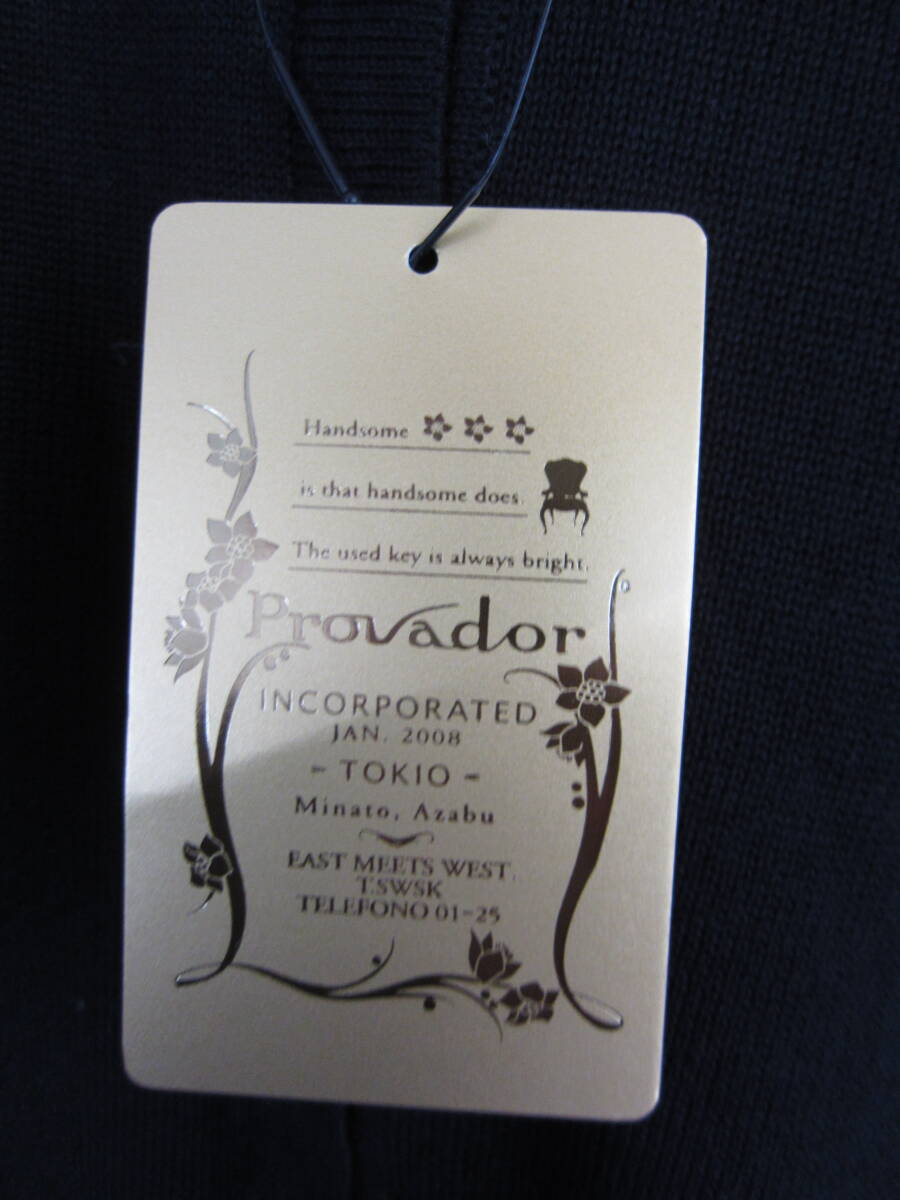 Handsome
is that handsome does.
The used key is always bright.
Provador
INCORPORATED
JAN. 2008
- TOKIO -
Minato, Azabu
EAST MEETS WEST.
T.SWSK
TELEFONO 01-25